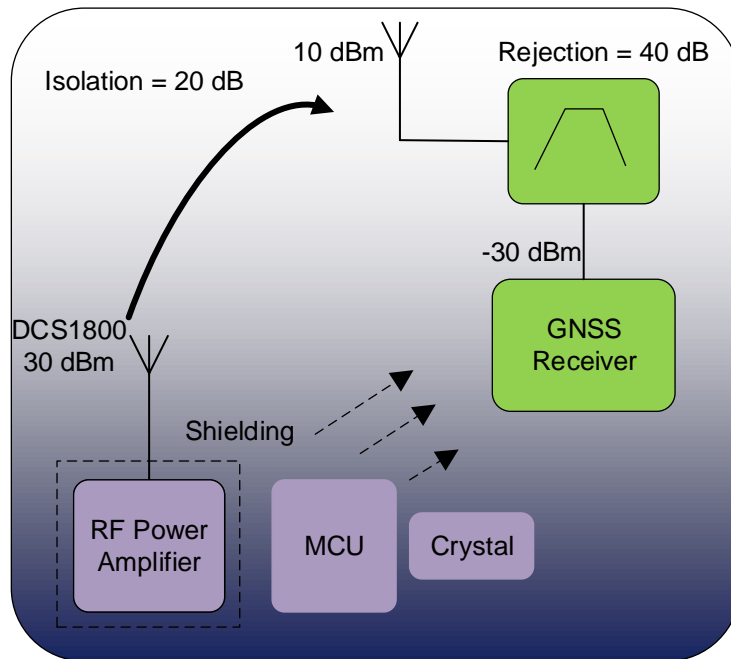 10 dBm
Rejection = 40 dB
Isolation = 20 dB
-30 dBm
DCS1800
30 dBm
GNSS
Receiver
Shielding
RF Power
Amplifier
MCU
Crystal